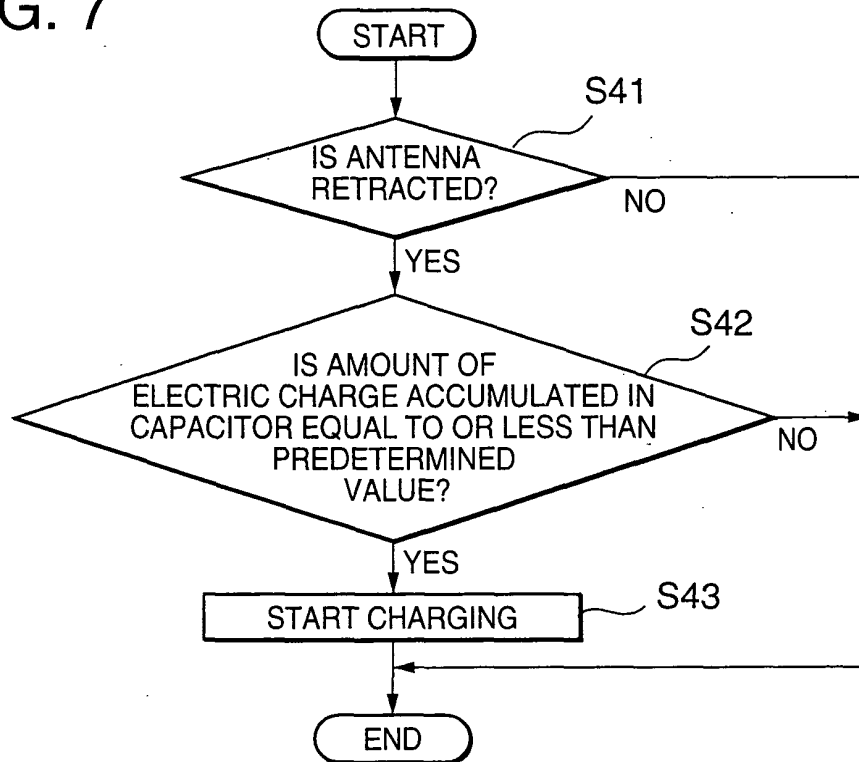 G. 7
START
S41
IS ANTENNA
RETRACTED?
NO
YES
S42
IS AMOUNT OF
ELECTRIC CHARGE ACCUMULATED IN
CAPACITOR EQUAL TO OR LESS THAN
PREDETERMINED
VALUE?
NO
YES
START CHARGING
S43
END